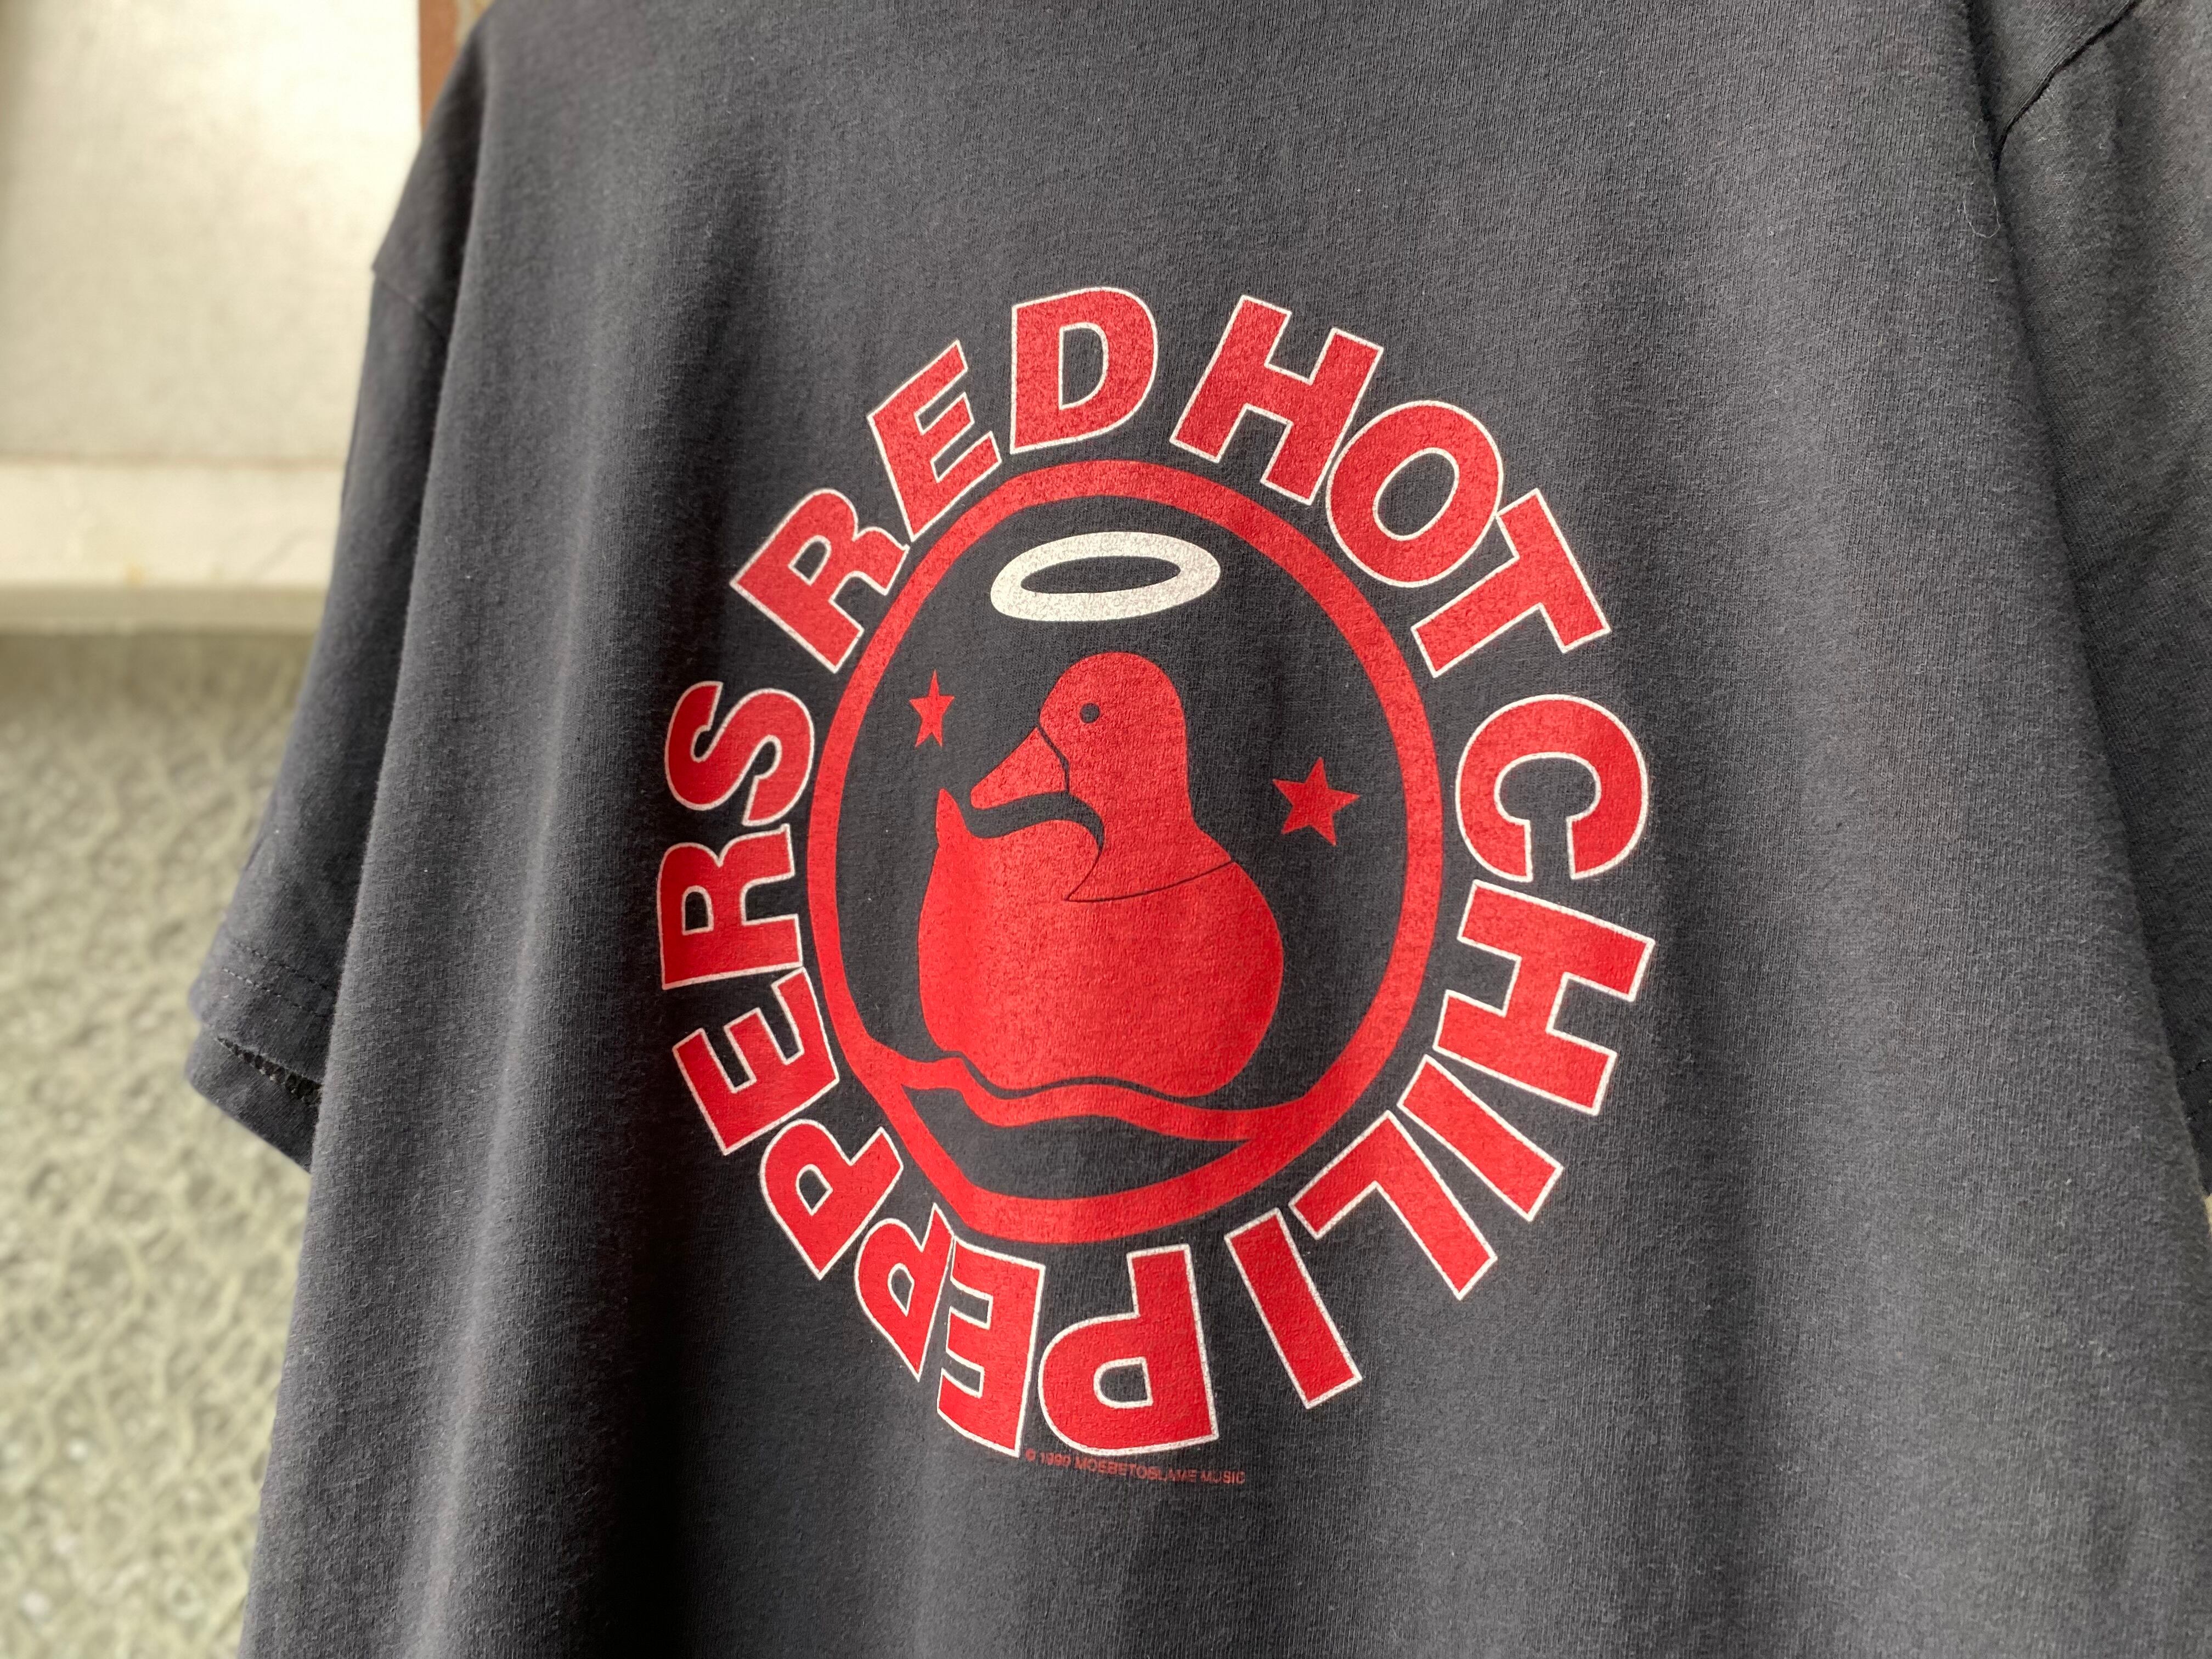 RED HOT CHILI PEPPERS
© 1990 MOEBETOBLAME MUSIC